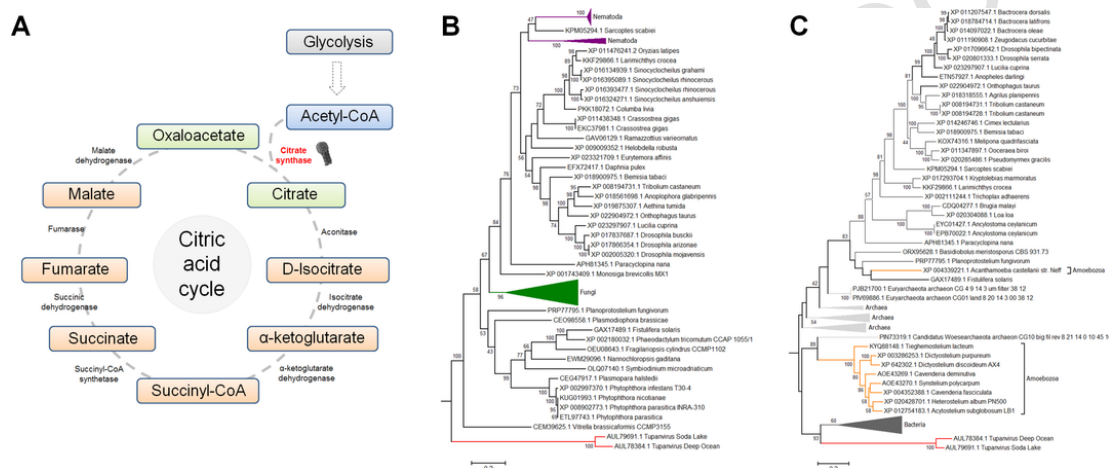 A
Glycolysis
Acetyl-CoA
Oxaloacetate
Citrate
synthase
Malate
dehydrogenase
Malate
Citrate
Fumarase
Aconitase
Citric
acid
cycle
Fumarate
D-Isocitrate
Succinic
dehydrogenase
Isocitrate
dehydrogenase
Succinate
α-ketoglutarate
Succinyl-CoA
synthetase
α-ketoglutarate
dehydrogenase
Succinyl-CoA
B
Nematoda
KPM05294.1 Sarcoptes scabiei
Nematoda
XP 011476241.2 Oryzias latipes
KKF29866.1 Larimichthys crocea
XP 016134939.1 Sinocyclocheilus grahami
XP 016395089.1 Sinocyclocheilus rhinocerous
XP 016393477.1 Sinocyclocheilus rhinocerous
XP 016324271.1 Sinocyclocheilus anshuiensis
PKK18072.1 Columba livia
XP 011438348.1 Crassostrea gigas
EKC37981.1 Crassostrea gigas
GAV06129.1 Ramazzottius varieornatus
XP 009009352.1 Helobdella robusta
XP 023321709.1 Eurytemora affinis
EFX72417.1 Daphnia pulex
XP 018900975.1 Bemisia tabaci
XP 008194731.1 Tribolium castaneum
XP 018561698.1 Anoplophora glabripennis
XP 019875307.1 Aethina tumida
XP 022904972.1 Onthophagus taurus
XP 023297907.1 Lucilia cuprina
XP 017837687.1 Drosophila busckii
XP 017866354.1 Drosophila arizonae
XP 002005320.1 Drosophila mojavensis
APH81345.1 Paracyclopina nana
XP 001743409.1 Monosiga brevicollis MX1
Fungi
PRP77795.1 Planoprotostelium fungivorum
CEO98558.1 Plasmodiophora brassicae
GAX17489.1 Fistulifera solaris
XP 002180032.1 Phaeodactylum tricornutum CCAP 1055/1
OEU08643.1 Fragilariopsis cylindrus CCMP1102
EWM29096.1 Nannochloropsis gaditana
OLQ07140.1 Symbiodinium microadriaticum
CEG47917.1 Plasmopara halstedii
XP 002997370.1 Phytophthora infestans T30-4
KUG01993.1 Phytophthora nicotianae
XP 008902773.1 Phytophthora parasitica INRA-310
ETL97743.1 Phytophthora parasitica
CEM39625.1 Vitrella brassicaformis CCMP3155
AUL79691.1 Tupanvirus Soda Lake
AUL78384.1 Tupanvirus Deep Ocean
C
XP 011207547.1 Bactrocera dorsalis
XP 018784714.1 Bactrocera latifrons
XP 014097022.1 Bactrocera oleae
XP 011190908.1 Zeugodacus cucurbitae
XP 017096642.1 Drosophila bipectinata
XP 020801333.1 Drosophila serrata
XP 023297907.1 Lucilia cuprina
ETN57927.1 Anopheles darlingi
XP 022904972.1 Onthophagus taurus
XP 018318555.1 Agrilus planipennis
XP 008194731.1 Tribolium castaneum
XP 008194728.1 Tribolium castaneum
XP 014246746.1 Cimex lectularius
XP 018900975.1 Bemisia tabaci
KOX74316.1 Melipona quadrifasciata
XP 011347897.1 Ooceraea biroi
XP 020285486.1 Pseudomyrmex gracilis
KPM05294.1 Sarcoptes scabiei
XP 017293704.1 Kryptolebias marmoratus
KKF29866.1 Larimichthys crocea
XP 002111244.1 Trichoplax adhaerens
CDQ04277.1 Brugia malayi
XP 020304088.1 Loa loa
EYC01427.1 Ancylostoma ceylanicum
EPB70022.1 Ancylostoma ceylanicum
APH81345.1 Paracyclopina nana
ORX95628.1 Basidiobolus meristosporus CBS 931.73
PRP77795.1 Planoprotostelium fungivorum
XP 004339221.1 Acanthamoeba castellanii str. Neff
Amoebozoa
GAX17489.1 Fistulifera solaris
PJB21700.1 Euryarchaeota archaeon CG 4 9 14 3 um filter 38 12
PIV69886.1 Euryarchaeota archaeon CG01 land 8 20 14 3 00 38 12
Archaea
Archaea
Archaea
PIN73319.1 Candidatus Woesearchaeota archaeon CG10 big fil rev 8 21 14 0 10 45 1
KYQ88148.1 Tieghemostelium lacteum
XP 003286253.1 Dictyostelium purpureum
XP 642302.1 Dictyostelium discoideum AX4
AOE43269.1 Cavenderia deminutiva
AOE43270.1 Synstelium polycarpum
XP 004352388.1 Cavenderia fasciculata
XP 020428701.1 Heterostelium album PN500
XP 012754183.1 Acytostelium subglobosum LB1
Amoebozoa
Bacteria
AUL78384.1 Tupanvirus Deep Ocean
AUL79691.1 Tupanvirus Soda Lake